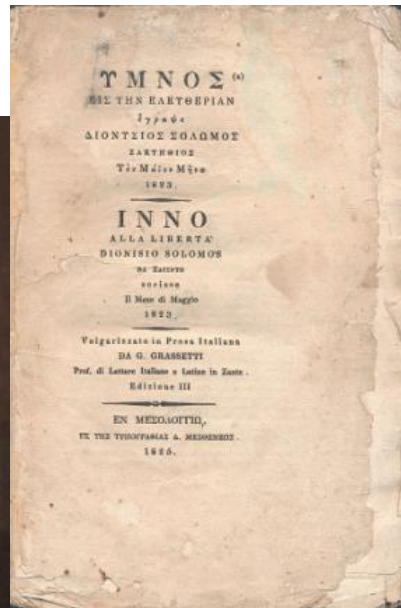 ΥΜΝΟΣ (α)
ΕΙΣ ΤΗΝ ΕΛΕΥΘΕΡΙΑΝ
ἔγραψε
ΔΙΟΝΥΣΙΟΣ ΣΟΛΩΜΟΣ
ΖΑΚΥΝΘΙΟΣ
Τὸν Μάϊον Μῆνα
1823.
INNO
ALLA LIBERTA'
DIONISIO SOLOMOS
DA ZACINTO
scrisse
Il Mese di Maggio
1823.
Volgarizzato in Prosa Italiana
DA G. GRASSETTI
Prof. di Lettere Italiane e Latine in Zante.
Edizione III
ΕΝ ΜΕΣΟΛΟΓΓΙΩ,
ΕΚ ΤΗΣ ΤΥΠΟΓΡΑΦΙΑΣ Δ. ΜΕΣΘΕΝΕΩΣ.
1825.